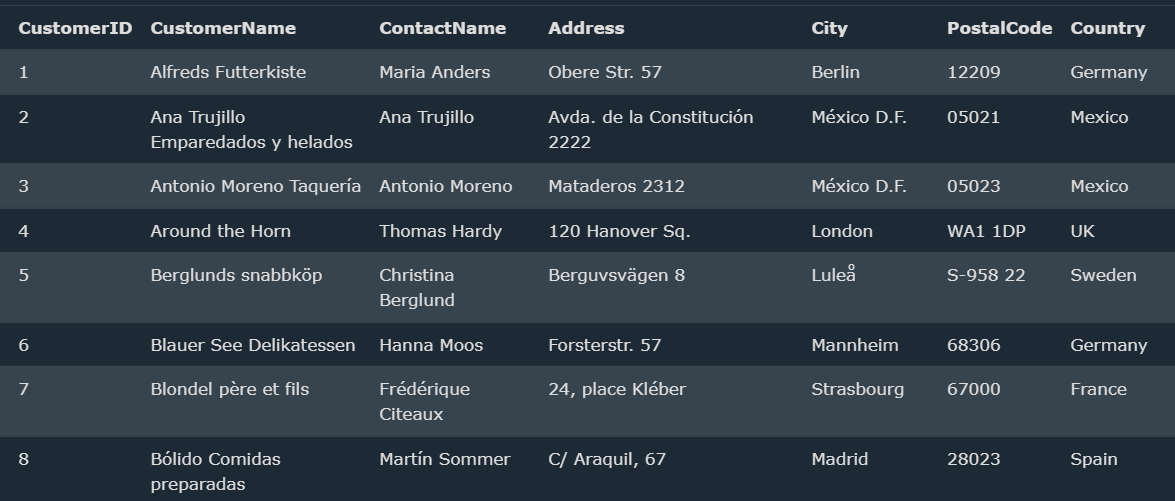 CustomerID CustomerName ContactName Address City PostalCode Country
1 Alfreds Futterkiste Maria Anders Obere Str. 57 Berlin 12209 Germany
2 Ana Trujillo Ana Trujillo Avda. de la Constitución México D.F. 05021 Mexico
Emparedados y helados 2222
3 Antonio Moreno Taquería Antonio Moreno Mataderos 2312 México D.F. 05023 Mexico
4 Around the Horn Thomas Hardy 120 Hanover Sq. London WA1 1DP UK
5 Berglunds snabbköp Christina Berguvsvägen 8 Luleå S-958 22 Sweden
Berglund
6 Blauer See Delikatessen Hanna Moos Forsterstr. 57 Mannheim 68306 Germany
7 Blondel père et fils Frédérique 24, place Kléber Strasbourg 67000 France
Citeaux
8 Bólido Comidas Martín Sommer C/ Araquil, 67 Madrid 28023 Spain
preparadas